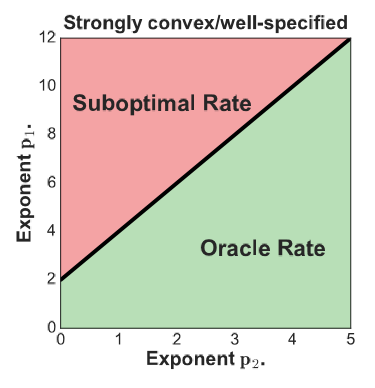 Strongly convex/well-specified
12
10
8
6
4
2
0
Exponent p₁.
Suboptimal Rate
Oracle Rate
0 1 2 3 4 5
Exponent p₂.